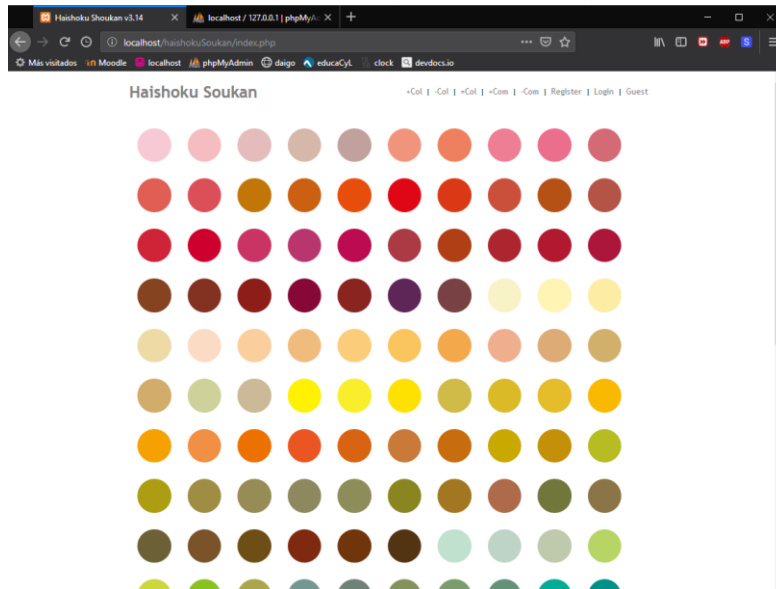 Haishoku Shoukan v3.14 localhost / 127.0.0.1 | phpMyAd
localhost/haishokuSoukan/index.php
Más visitados Moodle localhost phpMyAdmin daigo educaCyL clock devdocs.io
Haishoku Soukan
+Col | -Col | =Col | +Com | -Com | Register | Login | Guest